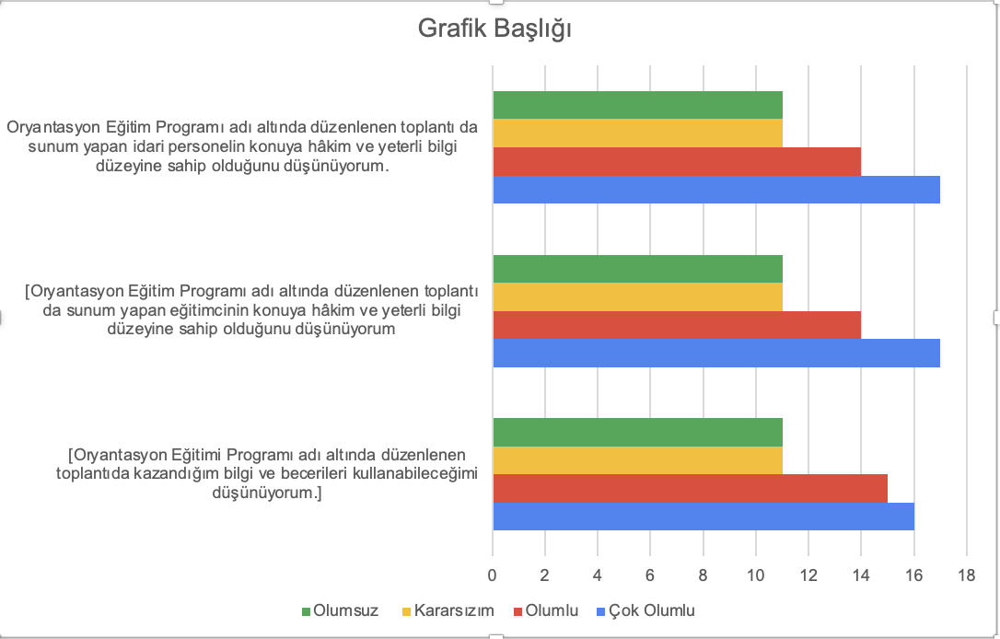 Grafik Başlığı
Oryantasyon Eğitim Programı adı altında düzenlenen toplantı da
sunum yapan idari personelin konuya hâkim ve yeterli bilgi
düzeyine sahip olduğunu düşünüyorum.
[Oryantasyon Eğitim Programı adı altında düzenlenen toplantı
da sunum yapan eğitimcinin konuya hâkim ve yeterli bilgi
düzeyine sahip olduğunu düşünüyorum
[Oryantasyon Eğitimi Programı adı altında düzenlenen
toplantıda kazandığım bilgi ve becerileri kullanabileceğimi
düşünüyorum.]
0 2 4 6 8 10 12 14 16 18
Olumsuz Kararsızım Olumlu Çok Olumlu